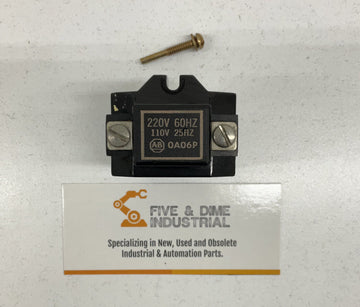 220V 60HZ
110V 25HZ
AB 0A06P
FIVE & DIME
INDUSTRIAL
Specializing in New, Used and Obsolete
Industrial & Automation Parts.